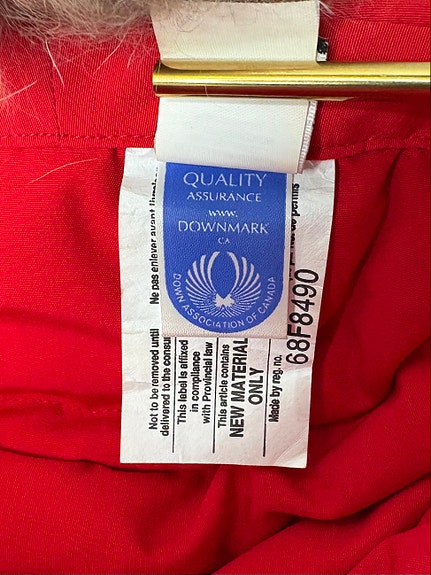 QUALITY
ASSURANCE
www.
DOWNMARK
CA
DOWN ASSOCIATION OF CANADA
Ne pas enlever avant
de permis
Not to be removed until
delivered to the
This label is affixed
in compliance
with Provincial law
This article contains
NEW MATERIAL
ONLY
Made by reg. no.
68F8490